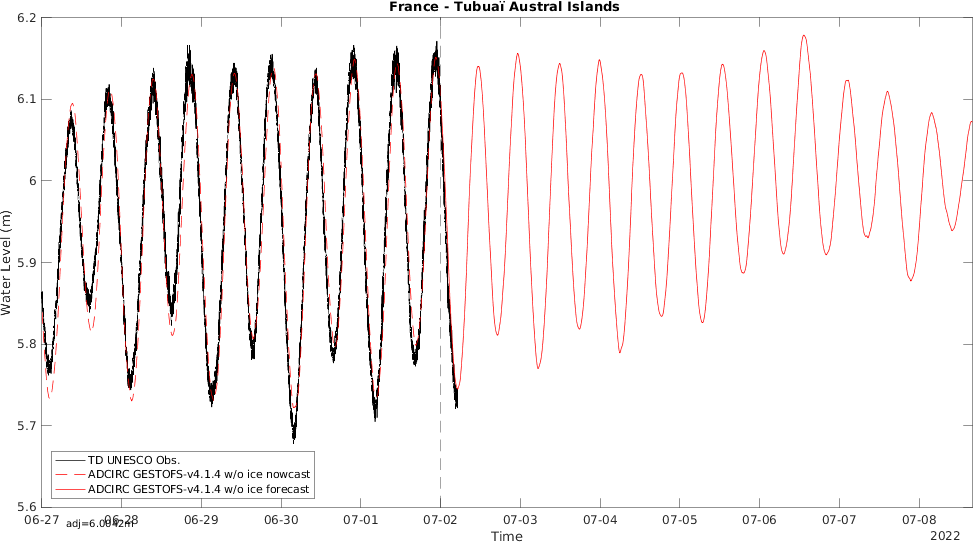 France - Tubuaï Austral Islands
6.2
6.1
6
5.9
5.8
5.7
5.6
Water Level (m)
TD UNESCO Obs.
ADCIRC GESTOFS-v4.1.4 w/o ice nowcast
ADCIRC GESTOFS-v4.1.4 w/o ice forecast
06-27 06-28 06-29 06-30 07-01 07-02 07-03 07-04 07-05 07-06 07-07 07-08
adj=6.0042m
Time
2022